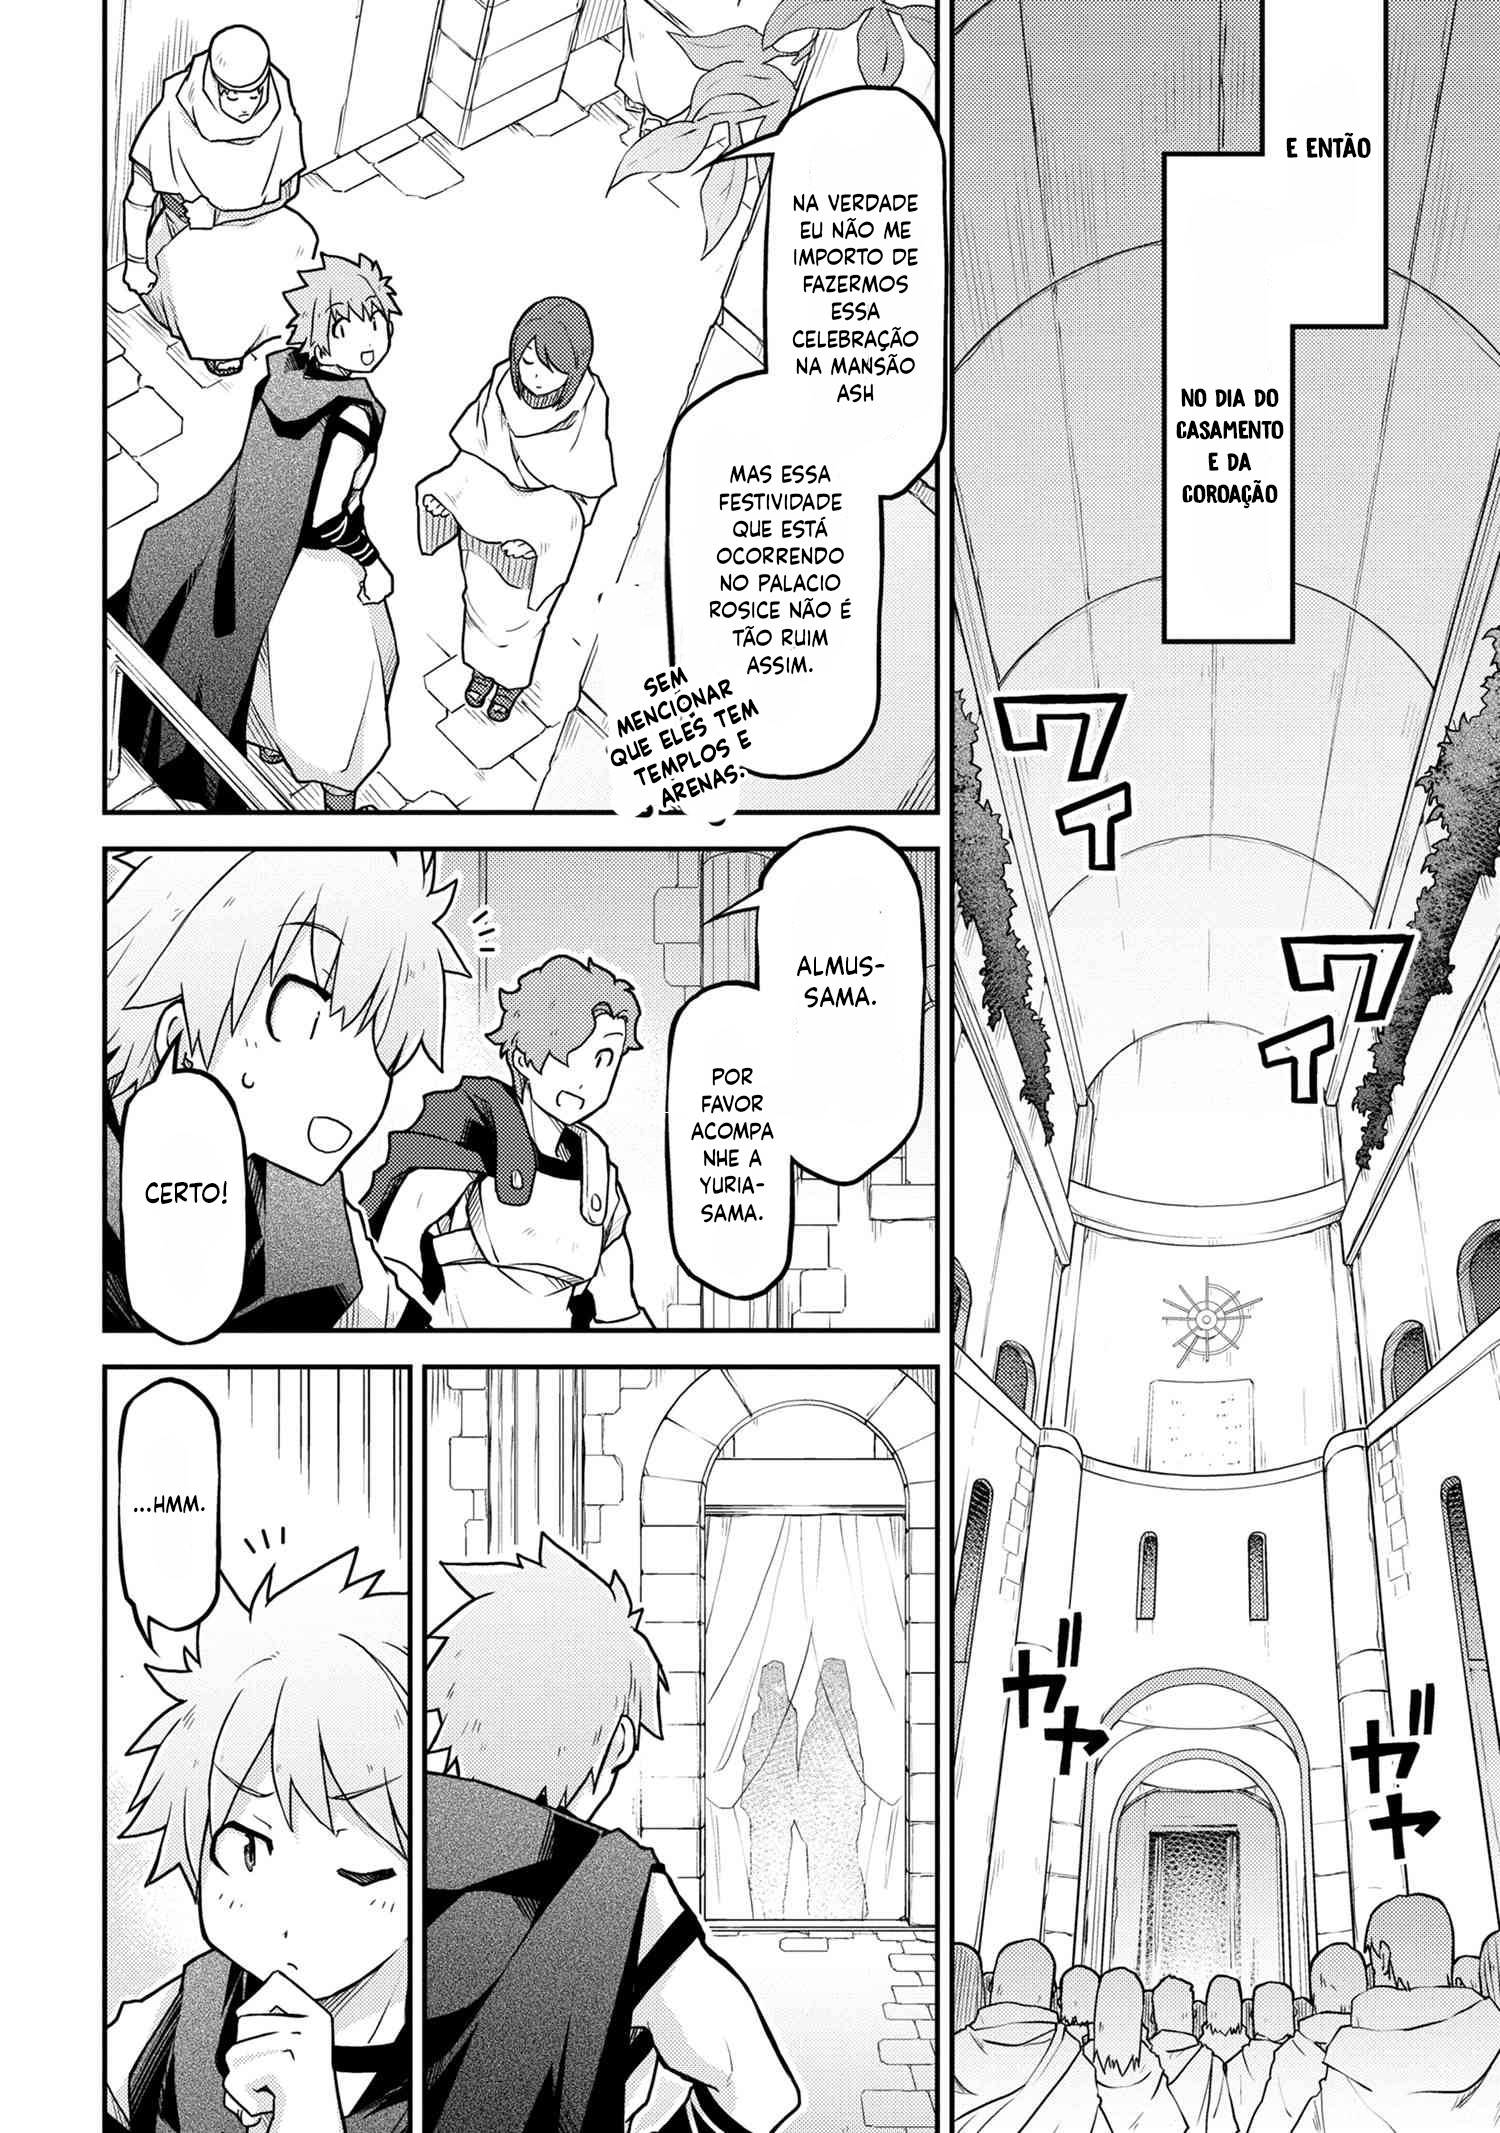 E ENTÃO
NO DIA DO
CASAMENTO
E DA
COROAÇÃO
ワイ
ワイ
ガヤ
ガヤ
NA VERDADE
EU NÃO ME
IMPORTO DE
FAZERMOS
ESSA
CELEBRAÇÃO
NA MANSÃO
ASH
MAS ESSA
FESTIVIDADE
QUE ESTÁ
OCORRENDO
NO PALACIO
ROSICE NÃO É
TÃO RUIM
ASSIM.
SEM
MENCIONAR
QUE ELES TEM
TEMPLOS E
ARENAS.
ALMUS-
SAMA.
POR
FAVOR
ACOMPA
NHE A
YURIA-
SAMA.
CERTO!
...HMM.